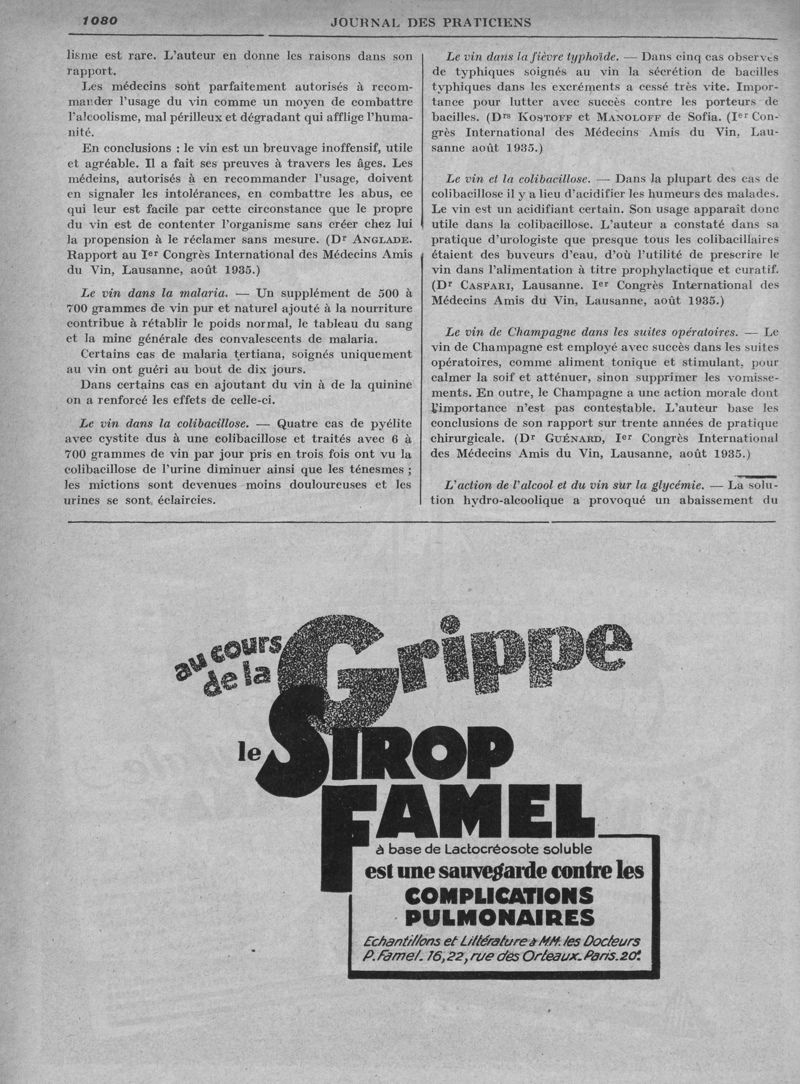 1080
JOURNAL DES PRATICIENS
lisme est rare. L'auteur en donne les raisons dans son
rapport.
Les médecins sont parfaitement autorisés à recom-
mander l'usage du vin comme un moyen de combattre
l'alcoolisme, mal périlleux et dégradant qui afflige l'huma-
nité.
En conclusions : le vin est un breuvage inoffensif, utile
et agréable. Il a fait ses preuves à travers les âges. Les
médeins, autorisés à en recommander l'usage, doivent
en signaler les intolérances, en combattre les abus, ce
qui leur est facile par cette circonstance que le propre
du vin est de contenter l'organisme sans créer chez lui
la propension à le réclamer sans mesure. (Dr ANGLADE.
Rapport au Ier Congrès International des Médecins Amis
du Vin, Lausanne, août 1935.)
Le vin dans la malaria. — Un supplément de 500 à
700 grammes de vin pur et naturel ajouté à la nourriture
contribue à rétablir le poids normal, le tableau du sang
et la mine générale des convalescents de malaria.
Certains cas de malaria tertiana, soignés uniquement
au vin ont guéri au bout de dix jours.
Dans certains cas en ajoutant du vin à de la quinine
on a renforcé les effets de celle-ci.
Le vin dans la colibacillose. — Quatre cas de pyélite
avec cystite dus à une colibacillose et traités avec 6 à
700 grammes de vin par jour pris en trois fois ont vu la
colibacillose de l'urine diminuer ainsi que les ténesmes ;
les mictions sont devenues moins douloureuses et les
urines se sont éclaircies.
Le vin dans la fièvre typhoïde. — Dans cinq cas observés
de typhiques soignés au vin la sécrétion de bacilles
typhiques dans les excréments a cessé très vite. Impor-
tance pour lutter avec succès contre les porteurs de
bacilles. (Drs KOSTOFF et MANOLOFF de Sofia. (Ier Con-
grès International des Médecins Amis du Vin, Lau-
sanne août 1935.)
Le vin et la colibacillose. — Dans la plupart des cas de
colibacillose il y a lieu d'acidifier les humeurs des malades.
Le vin est un acidifiant certain. Son usage apparaît donc
utile dans la colibacillose. L'auteur a constaté dans sa
pratique d'urologiste que presque tous les colibacillaires
étaient des buveurs d'eau, d'où l'utilité de prescrire le
vin dans l'alimentation à titre prophylactique et curatif.
(Dr CASPARI, Lausanne. Ier Congrès International des
Médecins Amis du Vin, Lausanne, août 1935.)
Le vin de Champagne dans les suites opératoires. — Le
vin de Champagne est employé avec succès dans les suites
opératoires, comme aliment tonique et stimulant, pour
calmer la soif et atténuer, sinon supprimer les vomisse-
ments. En outre, le Champagne a une action morale dont
l'importance n'est pas contestable. L'auteur base les
conclusions de son rapport sur trente années de pratique
chirurgicale. (Dr GUÉNARD, Ier Congrès International
des Médecins Amis du Vin, Lausanne, août 1935.)
L'action de l'alcool et du vin sur la glycémie. — La solu-
tion hydro-alcoolique a provoqué un abaissement du
au cours
de la
Grippe
le SIROP
FAMEL
à base de Lactocréosote soluble
est une sauvegarde contre les
COMPLICATIONS
PULMONAIRES
Echantillons et Littérature à MM. les Docteurs
P. Famel. 16, 22, rue des Orteaux. Paris. 20e